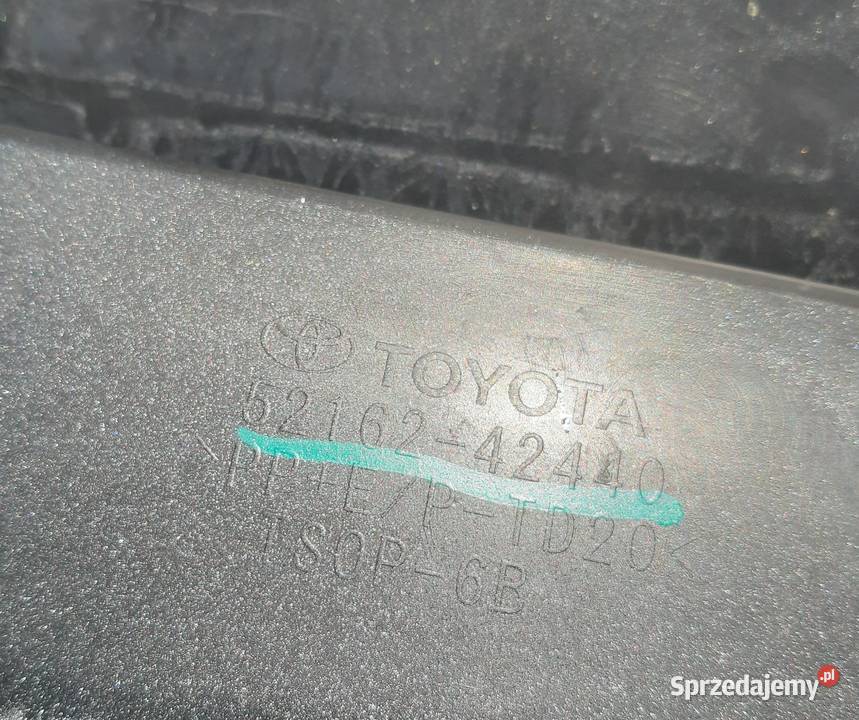 TOYOTA
52162-42440
>PP+E/P-TD20<
TSOP-6B
Sprzedajemy.pl